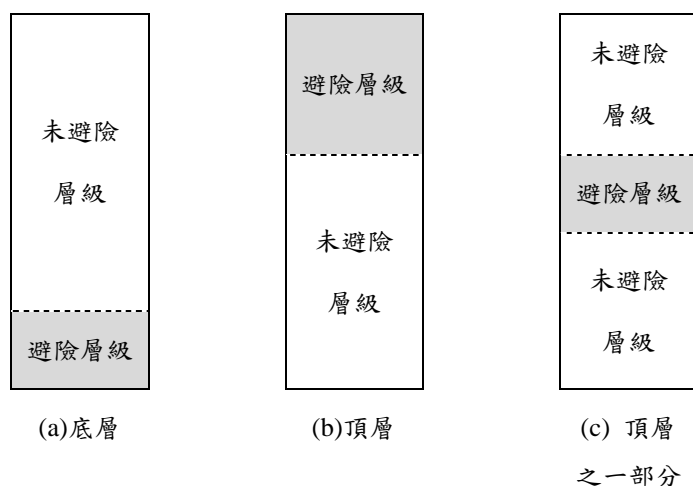 未避險
層級
避險層級
(a)底層
避險層級
未避險
層級
(b)頂層
未避險
層級
避險層級
未避險
層級
(c) 頂層
之一部分